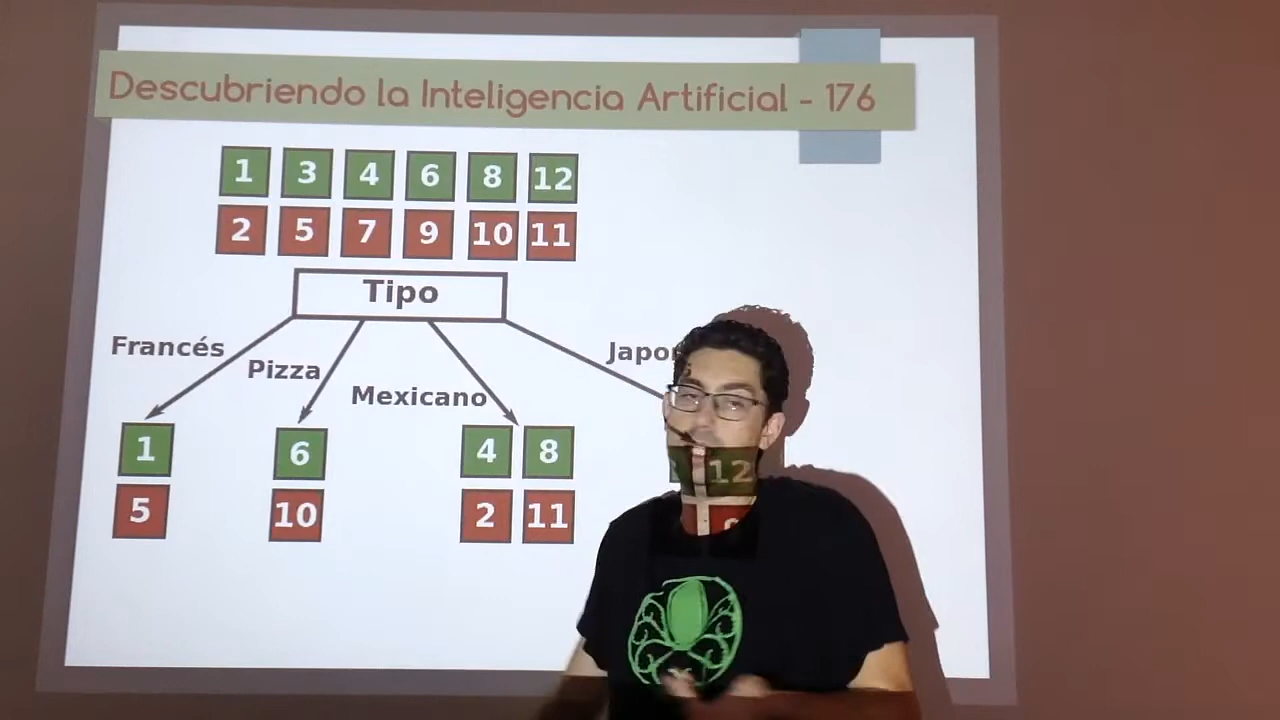 Descubriendo la Inteligencia Artificial - 176
1 3 4 6 8 12
2 5 7 9 10 11
Tipo
Francés
Pizza
Mexicano
1 6 4 8 12
5 10 2 11